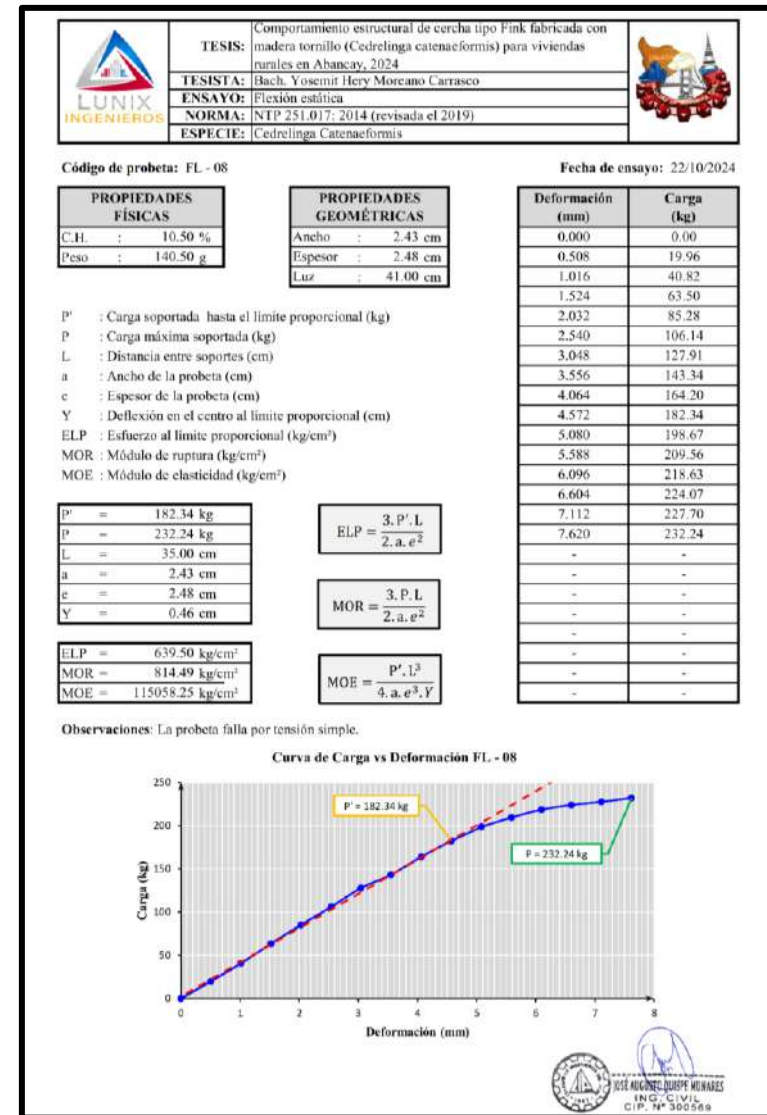 LUNIX
INGENIEROS
TESIS: Comportamiento estructural de cercha tipo Fink fabricada con
madera tornillo (Cedrelinga catenaeformis) para viviendas
rurales en Abancay, 2024
TESISTA: Bach. Yosemit Hery Moreano Carrasco
ENSAYO: Flexión estática
NORMA: NTP 251.017: 2014 (revisada el 2019)
ESPECIE: Cedrelinga Catenaeformis
Código de probeta: FL - 08 Fecha de ensayo: 22/10/2024
PROPIEDADES
FÍSICAS
C.H. : 10.50 %
Peso : 140.50 g
PROPIEDADES
GEOMÉTRICAS
Ancho : 2.43 cm
Espesor : 2.48 cm
Luz : 41.00 cm
P' : Carga soportada hasta el límite proporcional (kg)
P : Carga máxima soportada (kg)
L : Distancia entre soportes (cm)
a : Ancho de la probeta (cm)
e : Espesor de la probeta (cm)
Y : Deflexión en el centro al límite proporcional (cm)
ELP : Esfuerzo al límite proporcional (kg/cm²)
MOR : Módulo de ruptura (kg/cm²)
MOE : Módulo de elasticidad (kg/cm²)
P' = 182.34 kg
P = 232.24 kg
L = 35.00 cm
a = 2.43 cm
e = 2.48 cm
Y = 0.46 cm
ELP = 639.50 kg/cm²
MOR = 814.49 kg/cm²
MOE = 115058.25 kg/cm²
ELP = 3. P'. L / 2. a. e²
MOR = 3. P. L / 2. a. e²
MOE = P'. L³ / 4. a. e³. Y
Deformación (mm) Carga (kg)
0.000 0.00
0.508 19.96
1.016 40.82
1.524 63.50
2.032 85.28
2.540 106.14
3.048 127.91
3.556 143.34
4.064 164.20
4.572 182.34
5.080 198.67
5.588 209.56
6.096 218.63
6.604 224.07
7.112 227.70
7.620 232.24
- -
- -
- -
- -
- -
- -
- -
- -
Observaciones: La probeta falla por tensión simple.
Curva de Carga vs Deformación FL - 08
250
200
150
100
50
0
Carga (kg)
P' = 182.34 kg
P = 232.24 kg
0 1 2 3 4 5 6 7 8
Deformación (mm)
JOSÉ AUGUSTO QUISPE MUÑARES
ING. CIVIL
CIP. N° 300569